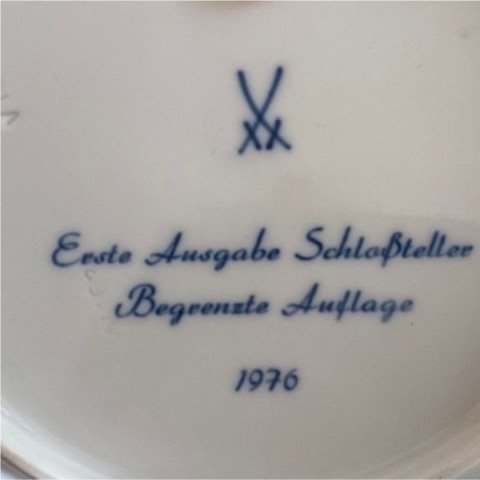 Erste Ausgabe Schloßteller
Begrenzte Auflage
1976